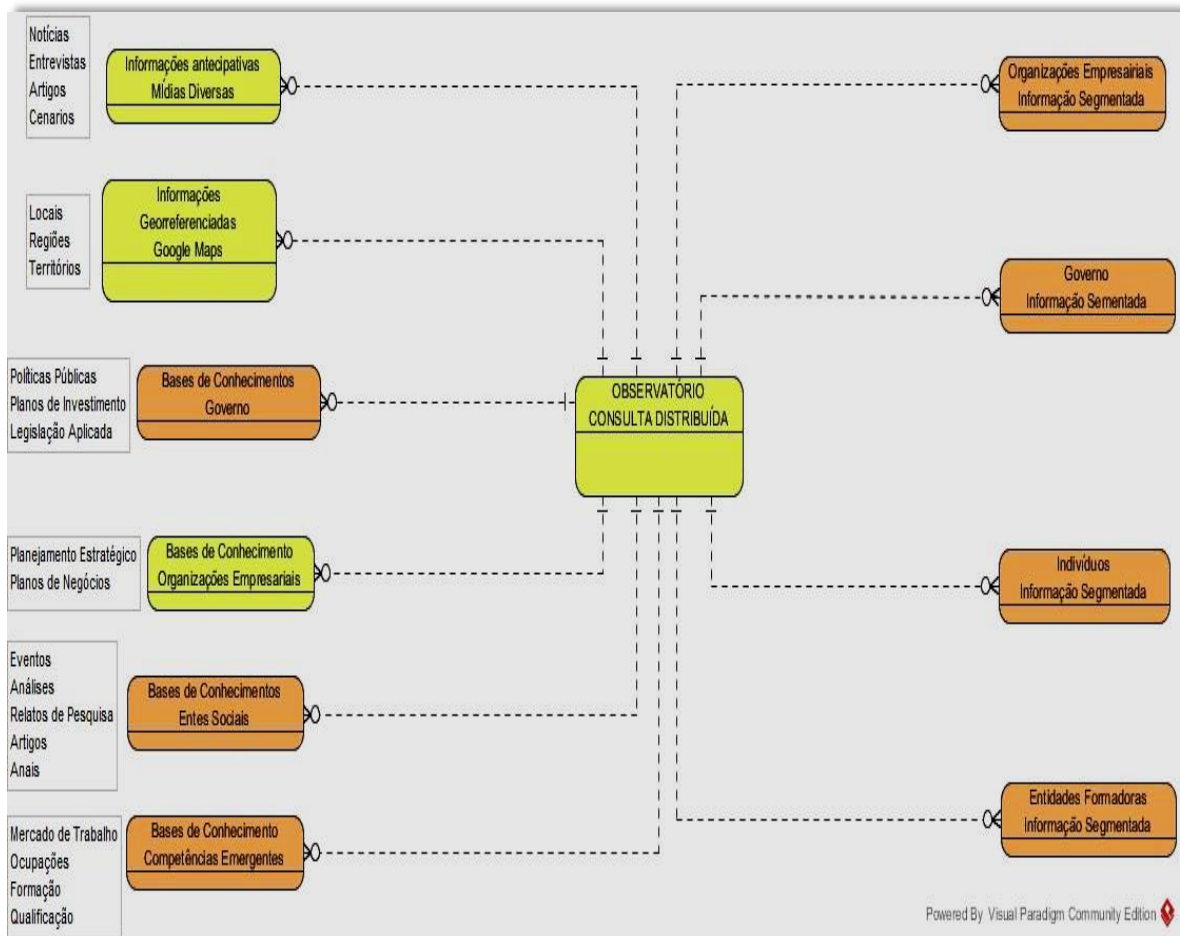 Notícias
Entrevistas
Artigos
Cenarios
Informações antecipativas
Mídias Diversas
Locais
Regiões
Territórios
Informações
Georreferenciadas
Google Maps
Políticas Públicas
Planos de Investimento
Legislação Aplicada
Bases de Conhecimentos
Governo
Planejamento Estratégico
Planos de Negócios
Bases de Conhecimento
Organizações Empresariais
Eventos
Análises
Relatos de Pesquisa
Artigos
Anais
Bases de Conhecimentos
Entes Sociais
Mercado de Trabalho
Ocupações
Formação
Qualificação
Bases de Conhecimento
Competências Emergentes
OBSERVATÓRIO
CONSULTA DISTRIBUÍDA
Organizações Empresairiais
Informação Segmentada
Governo
Informação Sementada
Indivíduos
Informação Segmentada
Entidades Formadoras
Informação Segmentada
Powered By Visual Paradigm Community Edition